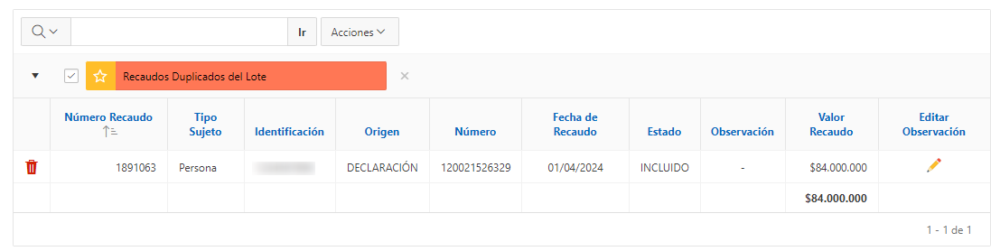 Ir
Acciones
Recaudos Duplicados del Lote
Número Recaudo
Tipo Sujeto
Identificación
Origen
Número
Fecha de Recaudo
Estado
Observación
Valor Recaudo
Editar Observación
1891063
Persona
DECLARACIÓN
120021526329
01/04/2024
INCLUIDO
-
$84.000.000
$84.000.000
1 - 1 de 1